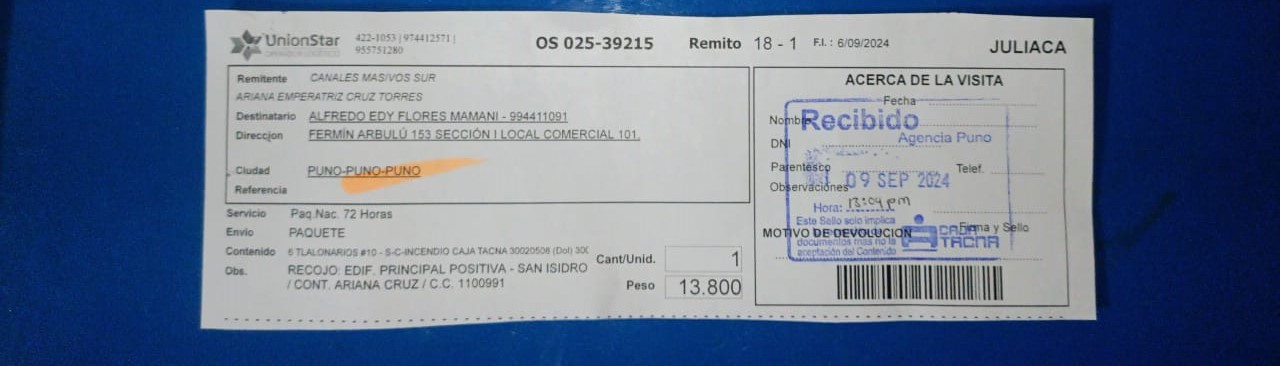 UnionStar 422-1053 | 974412571 |
955751280
OS 025-39215 Remito 18 - 1 F.I. : 6/09/2024 JULIACA
Remitente CANALES MASIVOS SUR
ARIANA EMPERATRIZ CRUZ TORRES
Destinatario ALFREDO EDY FLORES MAMANI - 994411091
Direccion FERMÍN ARBULÚ 153 SECCIÓN I LOCAL COMERCIAL 101.
Ciudad PUNO-PUNO-PUNO
Referencia
Servicio Paq.Nac. 72 Horas
Envio PAQUETE
Contenido 6 TLALONARIOS #10 - S-C-INCENDIO CAJA TACNA 30020508 (Dol) 30
Obs. RECOJO: EDIF. PRINCIPAL POSITIVA - SAN ISIDRO
/ CONT. ARIANA CRUZ / C.C. 1100991
Cant/Unid. 1
Peso 13.800
ACERCA DE LA VISITA
Fecha
Nombre
DNI
Parentesco
Telef.
Observaciones
MOTIVO DE DEVOLUCION
Firma y Sello
Recibido
Agencia Puno
09 SEP 2024
Hora: 13:04 pm
Este Sello solo implica
documentos mas no la
aceptación del Contenido
CAJA
TACNA